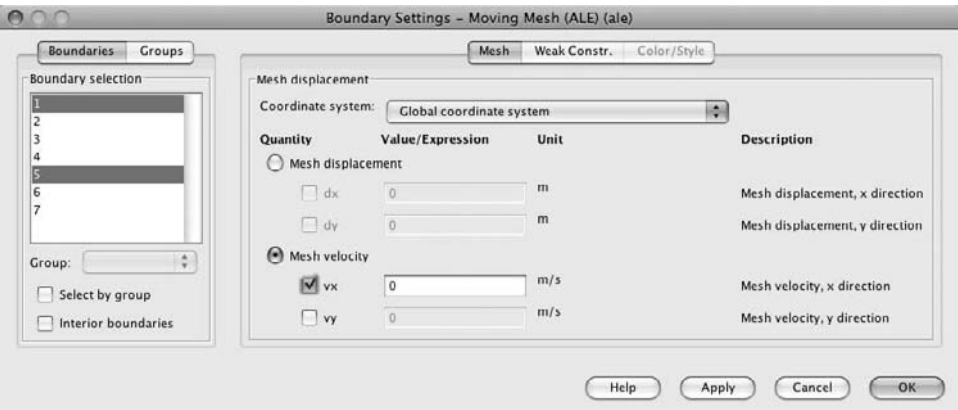 Boundary Settings – Moving Mesh (ALE) (ale)
Boundaries Groups
Mesh Weak Constr. Color/Style
Boundary selection
1
2
3
4
5
6
7
Group:
Select by group
Interior boundaries
Mesh displacement
Coordinate system: Global coordinate system
Quantity Value/Expression Unit Description
Mesh displacement
dx 0 m Mesh displacement, x direction
dy 0 m Mesh displacement, y direction
Mesh velocity
vx 0 m/s Mesh velocity, x direction
vy 0 m/s Mesh velocity, y direction
Help Apply Cancel OK